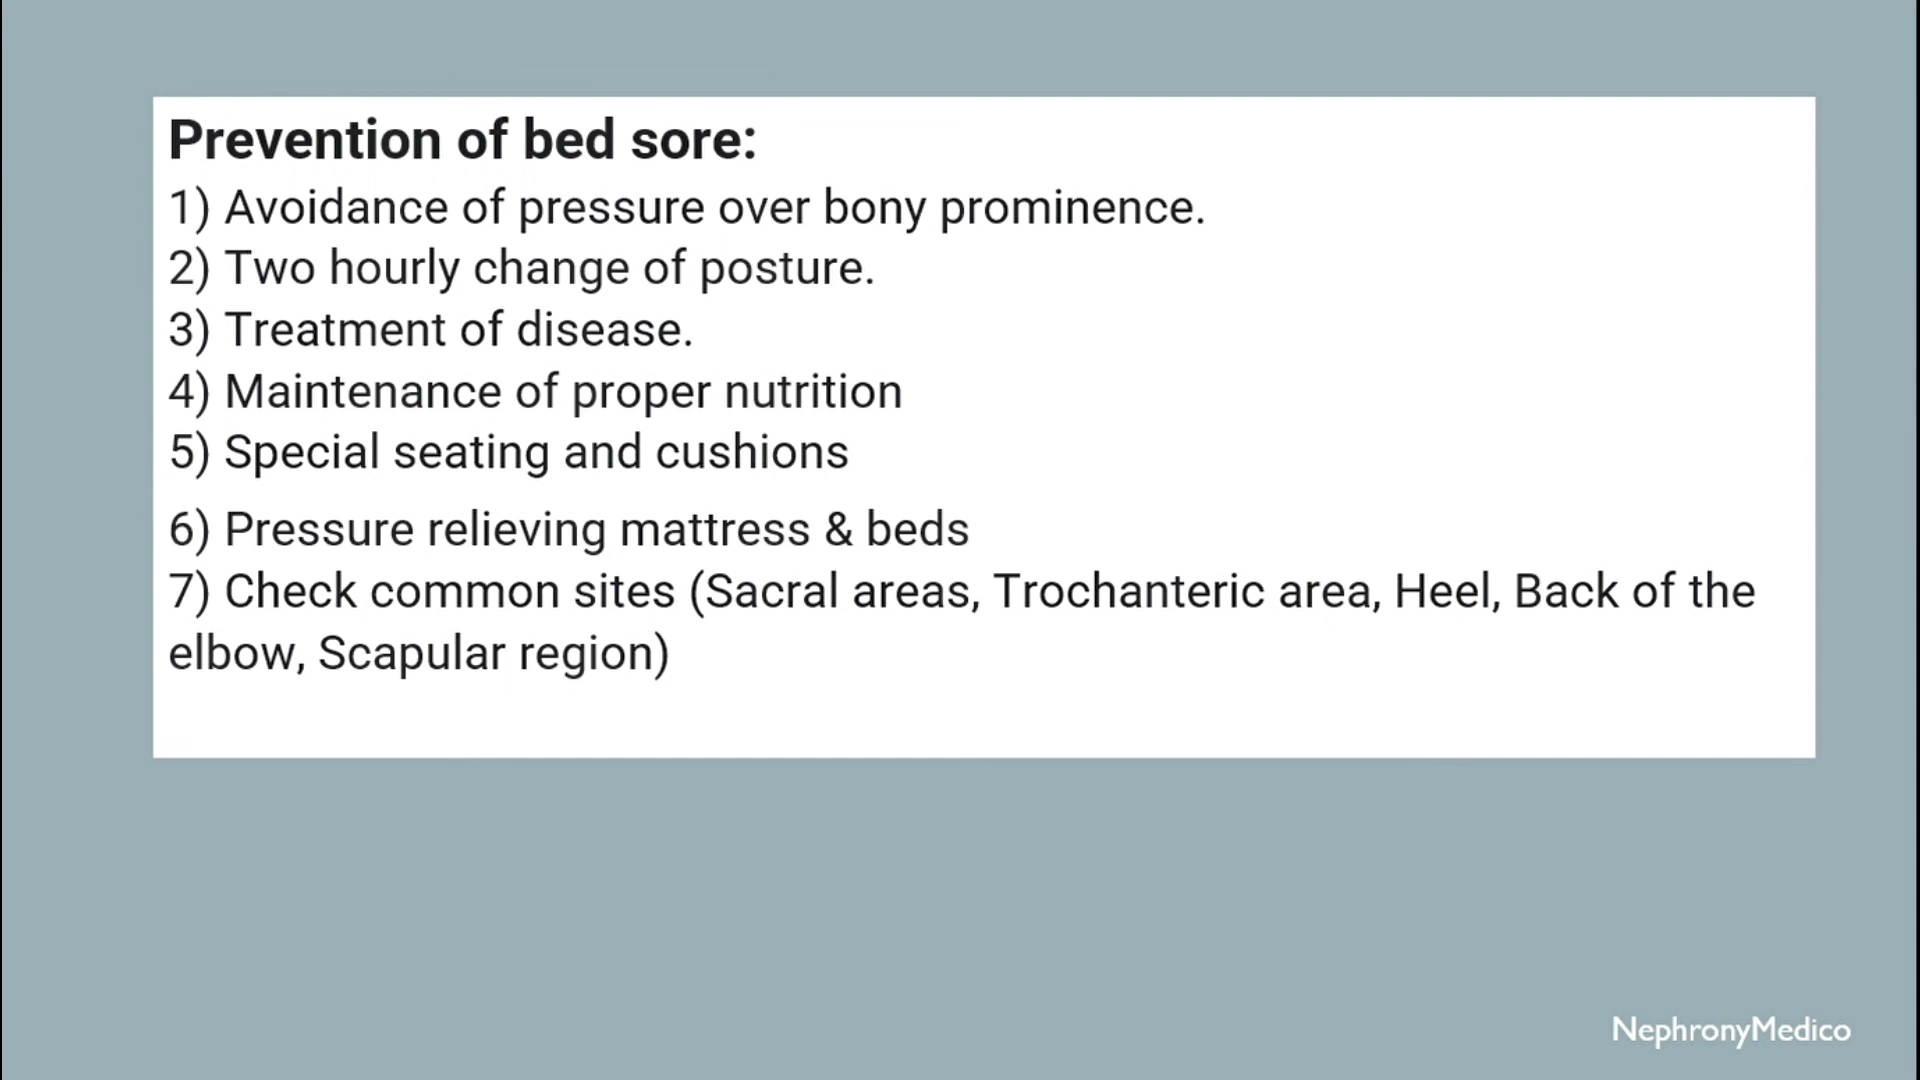 Prevention of bed sore:
1) Avoidance of pressure over bony prominence.
2) Two hourly change of posture.
3) Treatment of disease.
4) Maintenance of proper nutrition
5) Special seating and cushions
6) Pressure relieving mattress & beds
7) Check common sites (Sacral areas, Trochanteric area, Heel, Back of the
elbow, Scapular region)
NephronyMedico